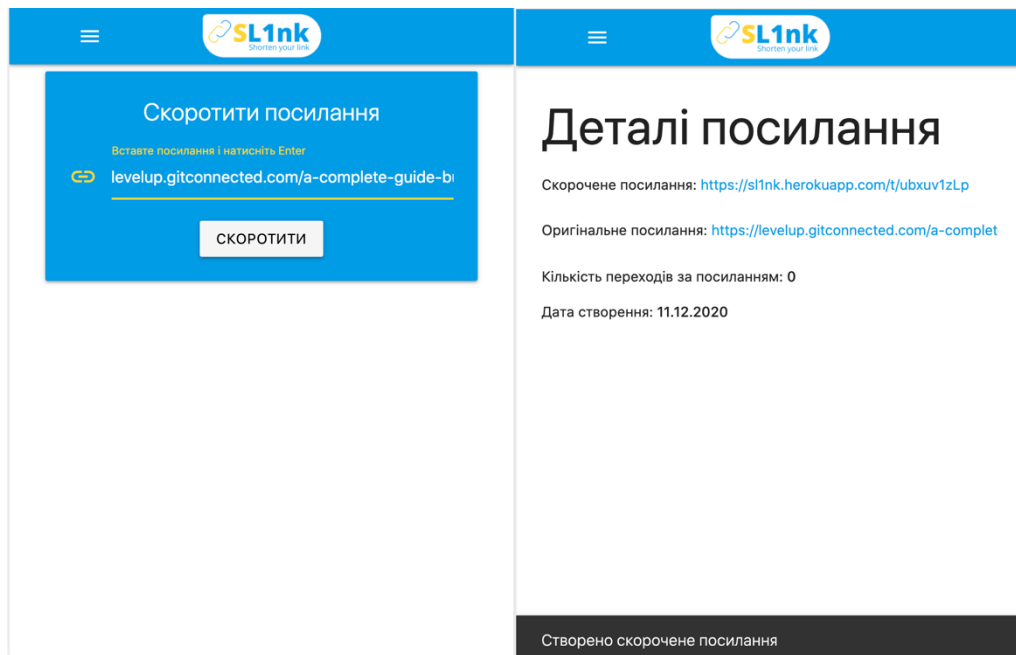 SL1nk
Shorten your link
Скоротити посилання
Вставте посилання і натисніть Enter
levelup.gitconnected.com/a-complete-guide-bu
СКОРОТИТИ
SL1nk
Shorten your link
Деталі посилання
Скорочене посилання: https://sl1nk.herokuapp.com/t/ubxuv1zLp
Оригінальне посилання: https://levelup.gitconnected.com/a-complet
Кількість переходів за посиланням: 0
Дата створення: 11.12.2020
Створено скорочене посилання